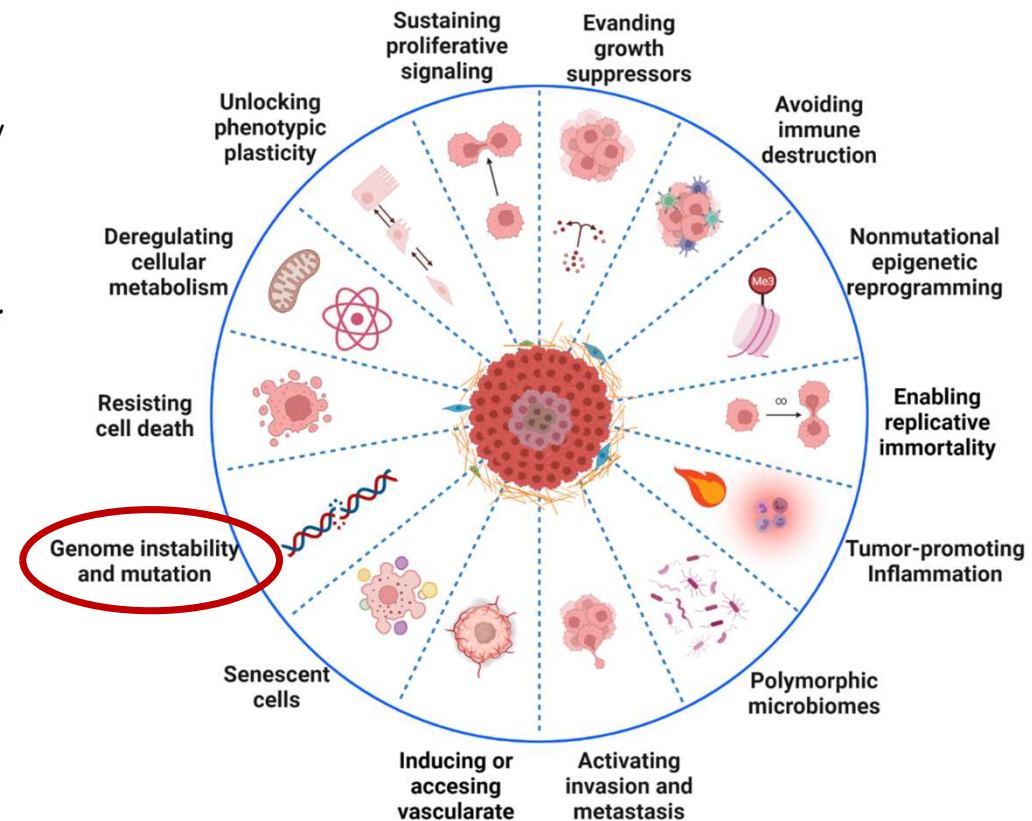 Sustaining
proliferative
signaling
Evanding
growth
suppressors
Avoiding
immune
destruction
Nonmutational
epigenetic
reprogramming
Me3
Enabling
replicative
immortality
∞
Tumor-promoting
Inflammation
Polymorphic
microbiomes
Activating
invasion and
metastasis
Inducing or
accesing
vascularate
Senescent
cells
Genome instability
and mutation
Resisting
cell death
Deregulating
cellular
metabolism
Unlocking
phenotypic
plasticity